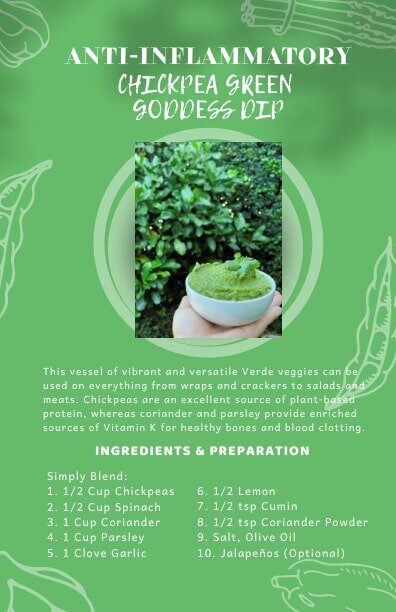 ANTI-INFLAMMATORY
CHICKPEA GREEN
GODDESS DIP
This vessel of vibrant and versatile Verde veggies can be
used on everything from wraps and crackers to salads and
meats. Chickpeas are an excellent source of plant-based
protein, whereas coriander and parsley provide enriched
sources of Vitamin K for healthy bones and blood clotting.
INGREDIENTS & PREPARATION
Simply Blend:
1. 1/2 Cup Chickpeas
2. 1/2 Cup Spinach
3. 1 Cup Coriander
4. 1 Cup Parsley
5. 1 Clove Garlic
6. 1/2 Lemon
7. 1/2 tsp Cumin
8. 1/2 tsp Coriander Powder
9. Salt, Olive Oil
10. Jalapeños (Optional)